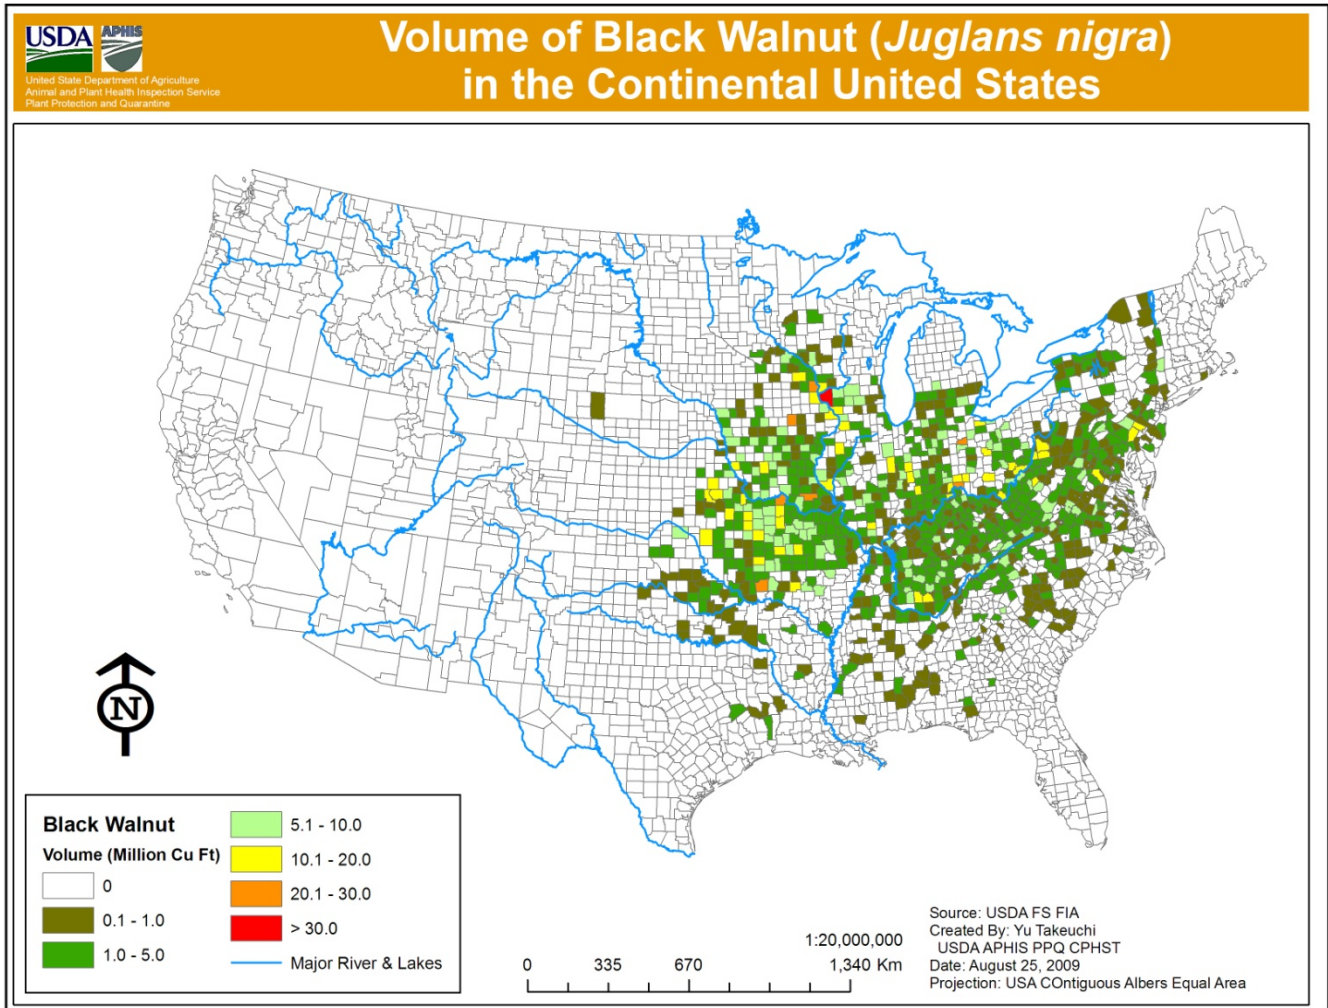 USDA
APHIS
United State Department of Agriculture
Animal and Plant Health Inspection Service
Plant Protection and Quarantine
Volume of Black Walnut (Juglans nigra)
in the Continental United States
N
Black Walnut
Volume (Million Cu Ft)
0
0.1 - 1.0
1.0 - 5.0
5.1 - 10.0
10.1 - 20.0
20.1 - 30.0
> 30.0
Major River & Lakes
1:20,000,000
0 335 670 1,340 Km
Source: USDA FS FIA
Created By: Yu Takeuchi
USDA APHIS PPQ CPHST
Date: August 25, 2009
Projection: USA COntiguous Albers Equal Area